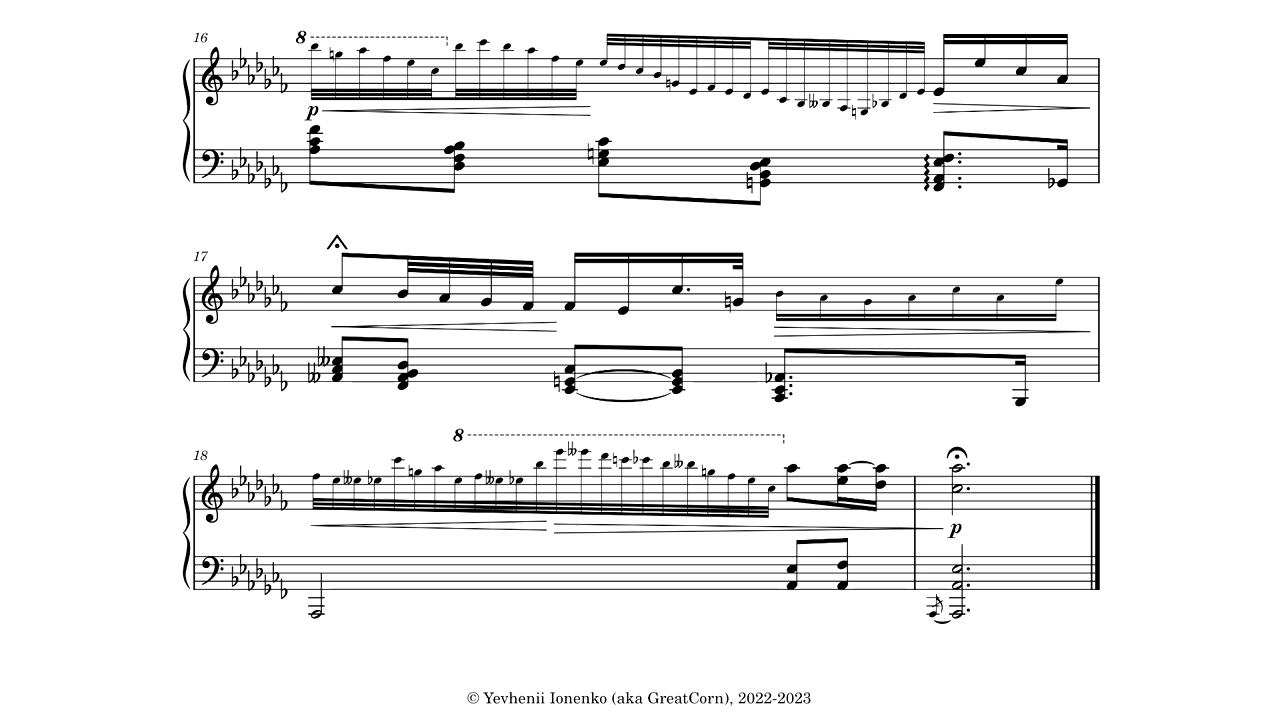 16
8
p
17
18
8
p
© Yevhenii Ionenko (aka GreatCorn), 2022-2023